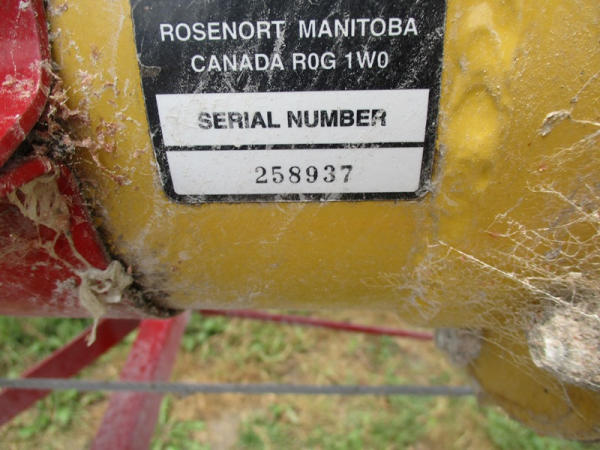 ROSENORT MANITOBA
CANADA R0G 1W0
SERIAL NUMBER
258937